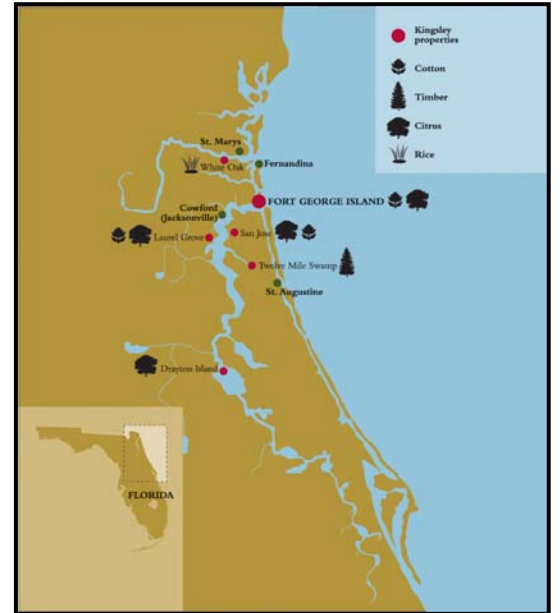 Kingsley
properties
Cotton
Timber
Citrus
Rice
St. Marys
White Oak
Fernandina
FORT GEORGE ISLAND
Cowford
(Jacksonville)
Laurel Grove
San Jose
Twelve Mile Swamp
St. Augustine
Drayton Island
FLORIDA